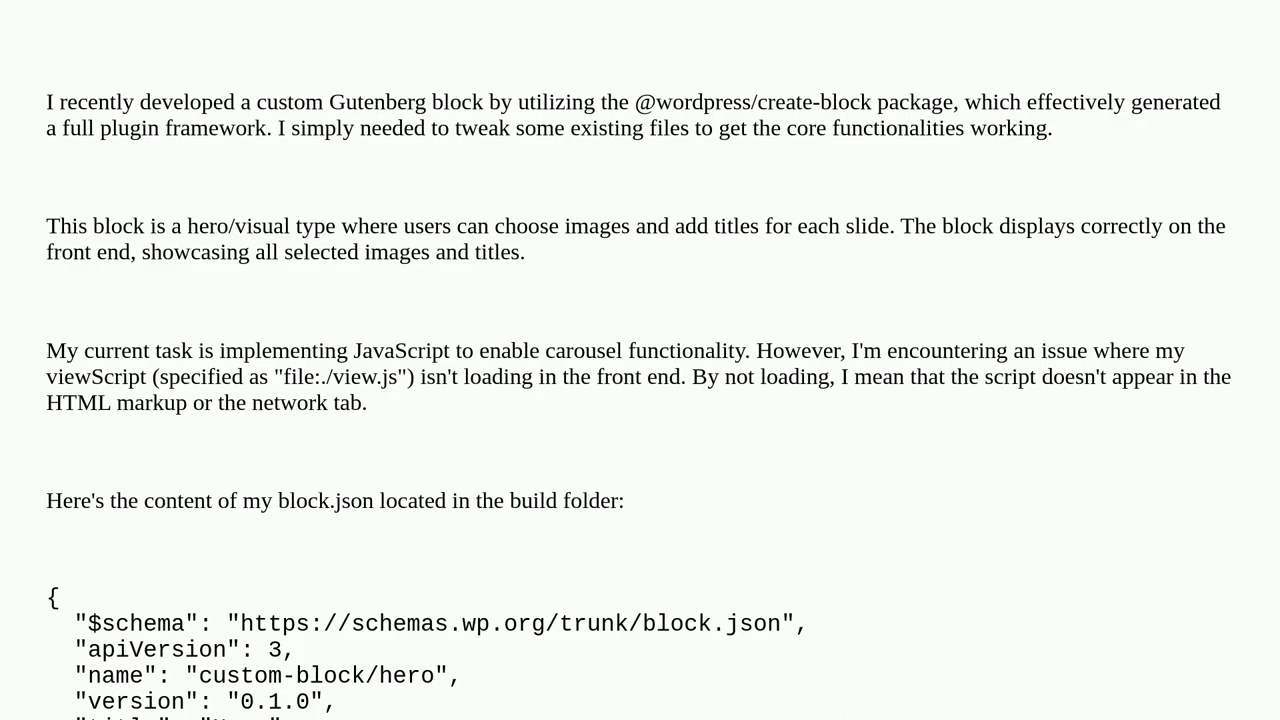 I recently developed a custom Gutenberg block by utilizing the @wordpress/create-block package, which effectively generated
a full plugin framework. I simply needed to tweak some existing files to get the core functionalities working.
This block is a hero/visual type where users can choose images and add titles for each slide. The block displays correctly on the
front end, showcasing all selected images and titles.
My current task is implementing JavaScript to enable carousel functionality. However, I'm encountering an issue where my
viewScript (specified as "file:./view.js") isn't loading in the front end. By not loading, I mean that the script doesn't appear in the
HTML markup or the network tab.
Here's the content of my block.json located in the build folder:
{
  "$schema": "https://schemas.wp.org/trunk/block.json",
  "apiVersion": 3,
  "name": "custom-block/hero",
  "version": "0.1.0",